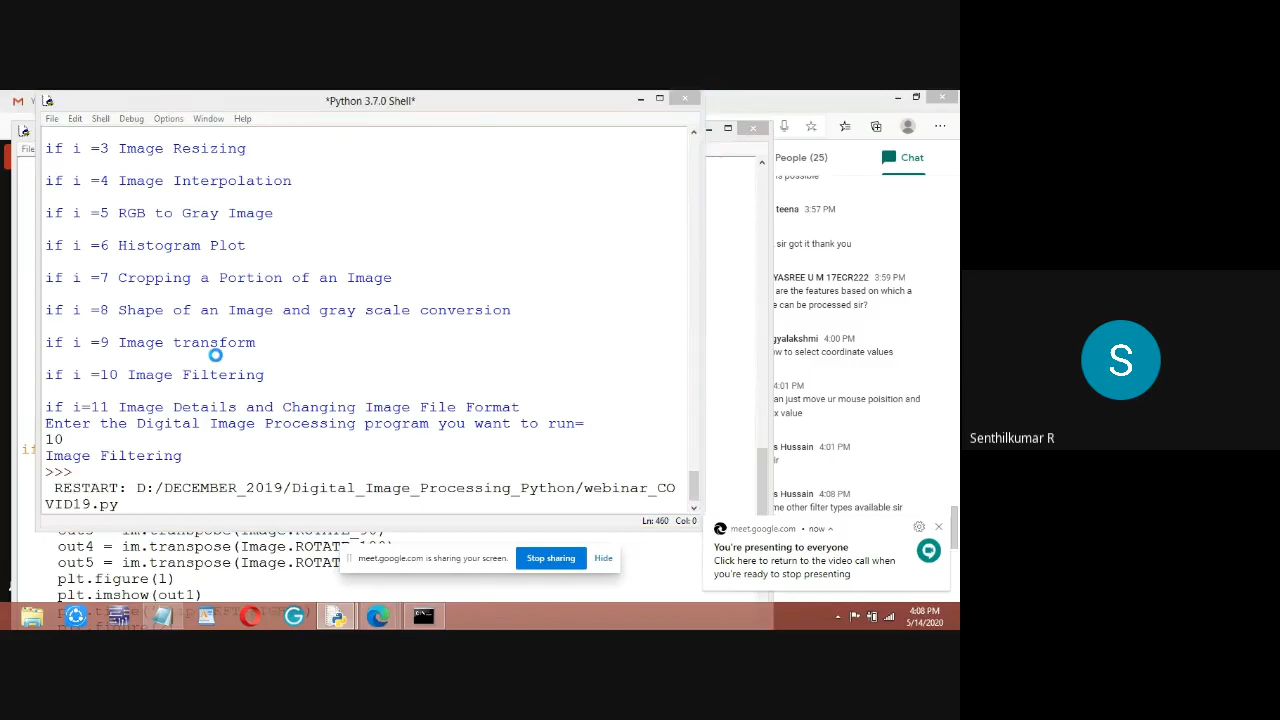 *Python 3.7.0 Shell*
File Edit Shell Debug Options Window Help
if i =3 Image Resizing
if i =4 Image Interpolation
if i =5 RGB to Gray Image
if i =6 Histogram Plot
if i =7 Cropping a Portion of an Image
if i =8 Shape of an Image and gray scale conversion
if i =9 Image transform
if i =10 Image Filtering
if i=11 Image Details and Changing Image File Format
Enter the Digital Image Processing program you want to run=
10
Image Filtering
>>>
RESTART: D:/DECEMBER_2019/Digital_Image_Processing_Python/webinar_CO
VID19.py
Ln: 460 Col: 0
out4 = im.transpose(Image.ROTATE_180)
out5 = im.transpose(Image.ROTAT
plt.figure(1)
plt.imshow(out1)
meet.google.com is sharing your screen. Stop sharing Hide
People (25) Chat
is possible
teena 3:57 PM
sir got it thank you
YASREE U M 17ECR222 3:59 PM
are the features based on which a
e can be processed sir?
gyalakshmi 4:00 PM
ow to select coordinate values
4:01 PM
an just move ur mouse poisition and
x value
s Hussain 4:01 PM
ir
s Hussain 4:08 PM
me other filter types available sir
meet.google.com • now
You're presenting to everyone
Click here to return to the video call when
you're ready to stop presenting
4:08 PM
5/14/2020
S
Senthilkumar R